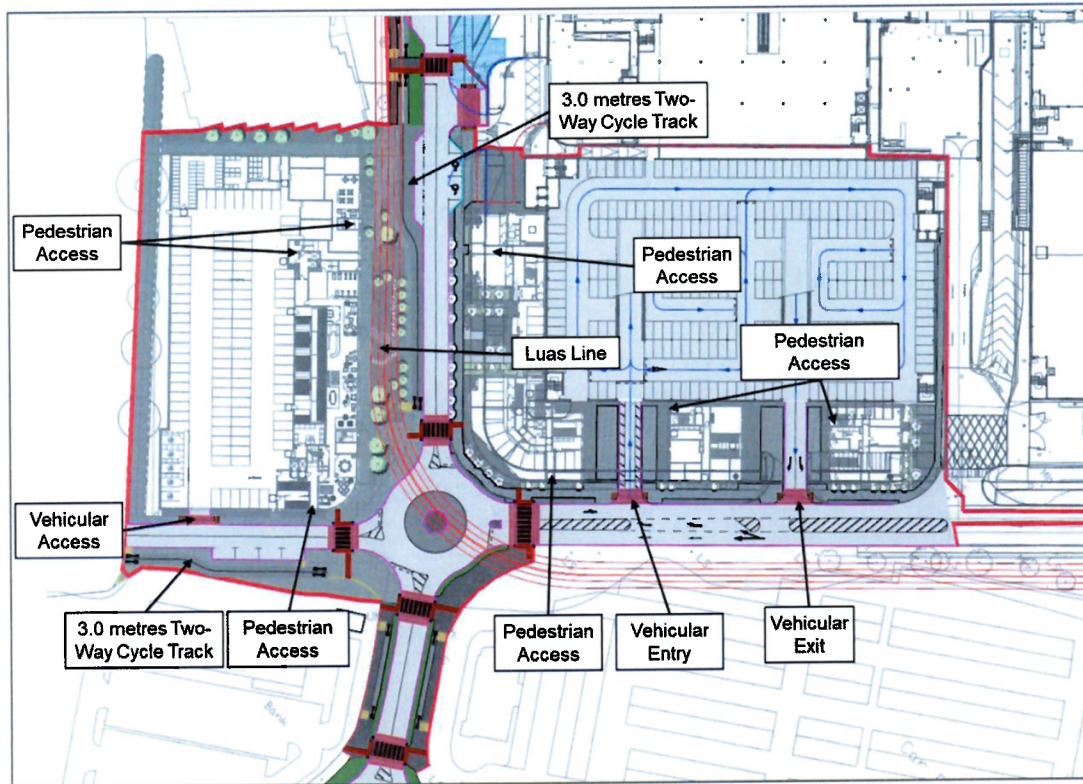 3.0 metres Two-
Way Cycle Track
Pedestrian
Access
Pedestrian
Access
Pedestrian
Access
Luas Line
Vehicular
Access
3.0 metres Two-
Way Cycle Track
Pedestrian
Access
Pedestrian
Access
Vehicular
Entry
Vehicular
Exit
Bank